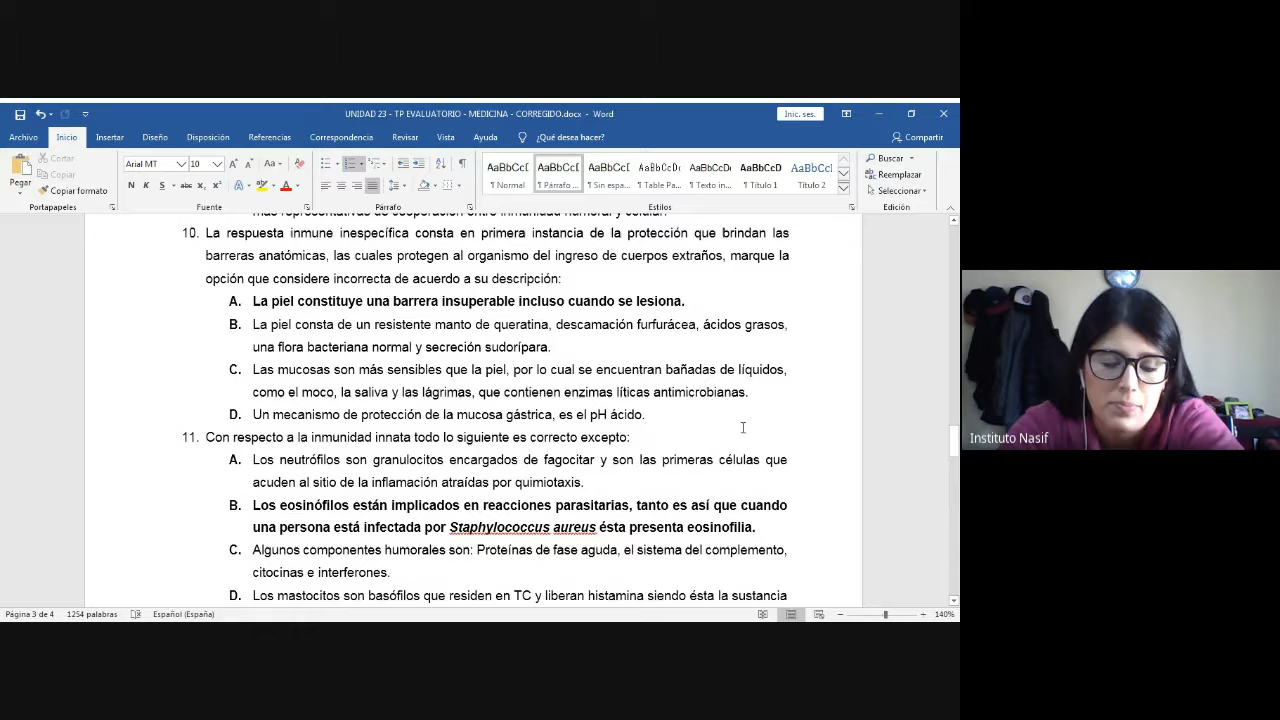 UNIDAD 23 - TP EVALUATORIO - MEDICINA - CORREGIDO.docx - Word
Inic. ses.
Archivo Inicio Insertar Diseño Disposición Referencias Correspondencia Revisar Vista Ayuda ¿Qué desea hacer? Compartir
Pegar
Cortar
Copiar
Copiar formato
Arial MT 10
N K S abc x₂ x²
AaBbCcI AaBbCcI AaBbCcI AaBbCcDc AaBbCcD AaBbCcD AaBbCcI
¶ Normal ¶ Párrafo ... ¶ Sin espa... ¶ Table Pa... ¶ Texto in... ¶ Título 1 ¶ Título 2
Buscar
Reemplazar
Seleccionar
Portapapeles Fuente Párrafo Estilos Edición
más representativas de cooperación entre inmunidad humoral y celular.
10. La respuesta inmune inespecífica consta en primera instancia de la protección que brindan las
barreras anatómicas, las cuales protegen al organismo del ingreso de cuerpos extraños, marque la
opción que considere incorrecta de acuerdo a su descripción:
A. La piel constituye una barrera insuperable incluso cuando se lesiona.
B. La piel consta de un resistente manto de queratina, descamación furfurácea, ácidos grasos,
una flora bacteriana normal y secreción sudorípara.
C. Las mucosas son más sensibles que la piel, por lo cual se encuentran bañadas de líquidos,
como el moco, la saliva y las lágrimas, que contienen enzimas líticas antimicrobianas.
D. Un mecanismo de protección de la mucosa gástrica, es el pH ácido.
11. Con respecto a la inmunidad innata todo lo siguiente es correcto excepto:
A. Los neutrófilos son granulocitos encargados de fagocitar y son las primeras células que
acuden al sitio de la inflamación atraídas por quimiotaxis.
B. Los eosinófilos están implicados en reacciones parasitarias, tanto es así que cuando
una persona está infectada por Staphylococcus aureus ésta presenta eosinofilia.
C. Algunos componentes humorales son: Proteínas de fase aguda, el sistema del complemento,
citocinas e interferones.
D. Los mastocitos son basófilos que residen en TC y liberan histamina siendo ésta la sustancia
Página 3 de 4 1254 palabras Español (España) 140%
Instituto Nasif